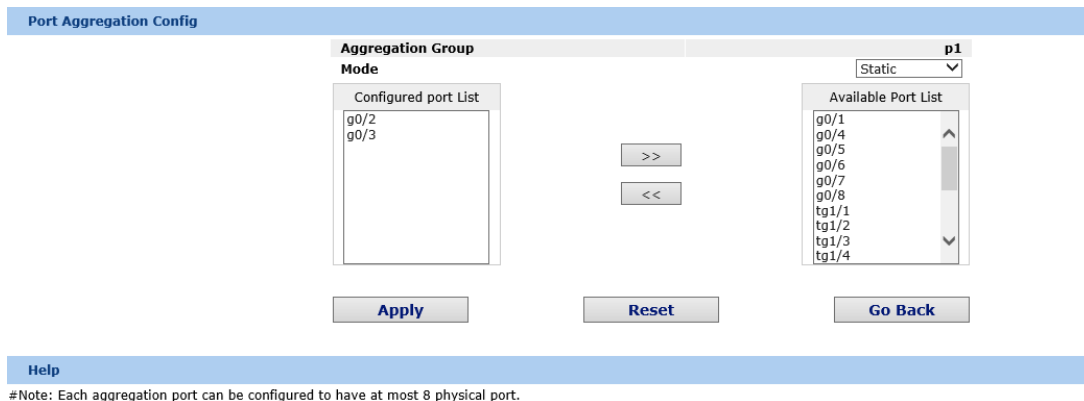 Port Aggregation Config
Aggregation Group p1
Mode Static
Configured port List
g0/2
g0/3
>>
<<
Available Port List
g0/1
g0/4
g0/5
g0/6
g0/7
g0/8
tg1/1
tg1/2
tg1/3
tg1/4
Apply Reset Go Back
Help
#Note: Each aggregation port can be configured to have at most 8 physical port.